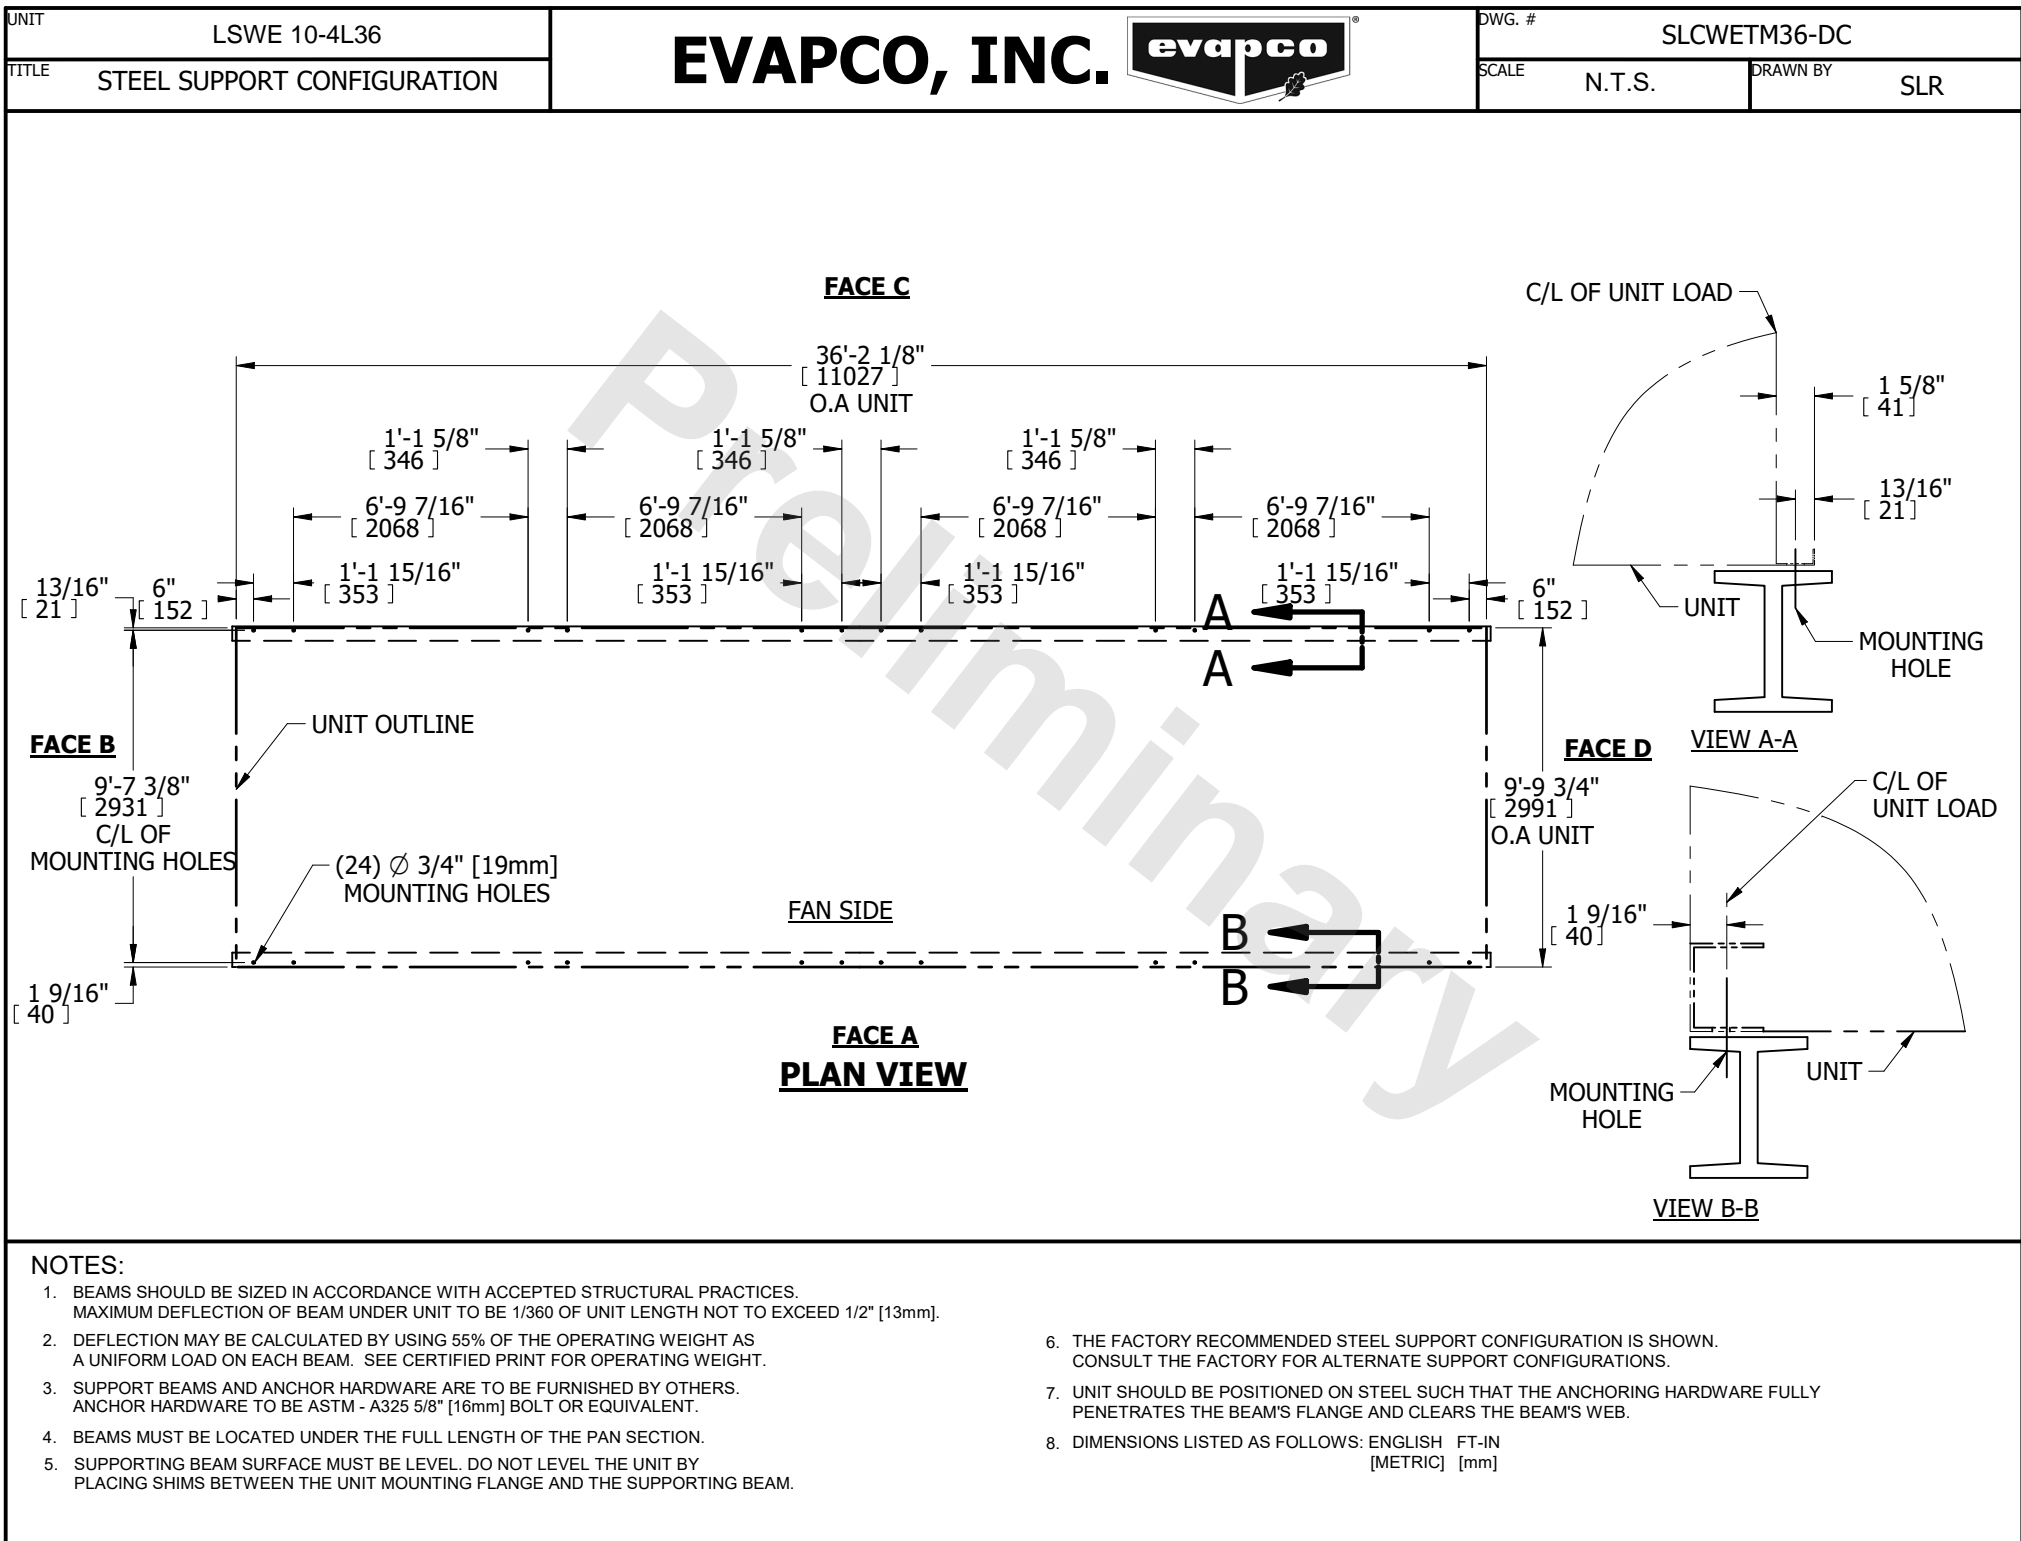 UNIT
LSWE 10-4L36
TITLE
STEEL SUPPORT CONFIGURATION
EVAPCO, INC.
evapco
®
DWG. #
SLCWETM36-DC
SCALE
N.T.S.
DRAWN BY
SLR
FACE C
36'-2 1/8"
[ 11027 ]
O.A UNIT
1'-1 5/8"
[ 346 ]
1'-1 5/8"
[ 346 ]
1'-1 5/8"
[ 346 ]
6'-9 7/16"
[ 2068 ]
6'-9 7/16"
[ 2068 ]
6'-9 7/16"
[ 2068 ]
6'-9 7/16"
[ 2068 ]
13/16"
[ 21 ]
6"
[ 152 ]
1'-1 15/16"
[ 353 ]
1'-1 15/16"
[ 353 ]
1'-1 15/16"
[ 353 ]
1'-1 15/16"
[ 353 ]
6"
[ 152 ]
A
A
UNIT OUTLINE
FACE B
9'-7 3/8"
[ 2931 ]
C/L OF
MOUNTING HOLES
(24) Ø 3/4" [19mm]
MOUNTING HOLES
FAN SIDE
B
B
FACE D
9'-9 3/4"
[ 2991 ]
O.A UNIT
1 9/16"
[ 40 ]
FACE A
PLAN VIEW
Preliminary
C/L OF UNIT LOAD
1 5/8"
[ 41 ]
13/16"
[ 21 ]
UNIT
MOUNTING
HOLE
VIEW A-A
C/L OF
UNIT LOAD
1 9/16"
[ 40 ]
UNIT
MOUNTING
HOLE
VIEW B-B
NOTES:
1. BEAMS SHOULD BE SIZED IN ACCORDANCE WITH ACCEPTED STRUCTURAL PRACTICES.
MAXIMUM DEFLECTION OF BEAM UNDER UNIT TO BE 1/360 OF UNIT LENGTH NOT TO EXCEED 1/2" [13mm].
2. DEFLECTION MAY BE CALCULATED BY USING 55% OF THE OPERATING WEIGHT AS
A UNIFORM LOAD ON EACH BEAM. SEE CERTIFIED PRINT FOR OPERATING WEIGHT.
3. SUPPORT BEAMS AND ANCHOR HARDWARE ARE TO BE FURNISHED BY OTHERS.
ANCHOR HARDWARE TO BE ASTM - A325 5/8" [16mm] BOLT OR EQUIVALENT.
4. BEAMS MUST BE LOCATED UNDER THE FULL LENGTH OF THE PAN SECTION.
5. SUPPORTING BEAM SURFACE MUST BE LEVEL. DO NOT LEVEL THE UNIT BY
PLACING SHIMS BETWEEN THE UNIT MOUNTING FLANGE AND THE SUPPORTING BEAM.
6. THE FACTORY RECOMMENDED STEEL SUPPORT CONFIGURATION IS SHOWN.
CONSULT THE FACTORY FOR ALTERNATE SUPPORT CONFIGURATIONS.
7. UNIT SHOULD BE POSITIONED ON STEEL SUCH THAT THE ANCHORING HARDWARE FULLY
PENETRATES THE BEAM'S FLANGE AND CLEARS THE BEAM'S WEB.
8. DIMENSIONS LISTED AS FOLLOWS: ENGLISH FT-IN
[METRIC] [mm]